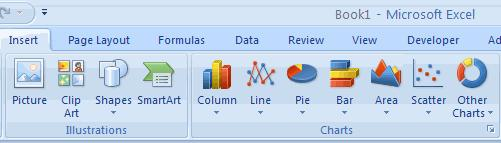 Book1 - Microsoft Excel
Insert Page Layout Formulas Data Review View Developer
Picture Clip Art Shapes SmartArt Column Line Pie Bar Area Scatter Other Charts
Illustrations Charts